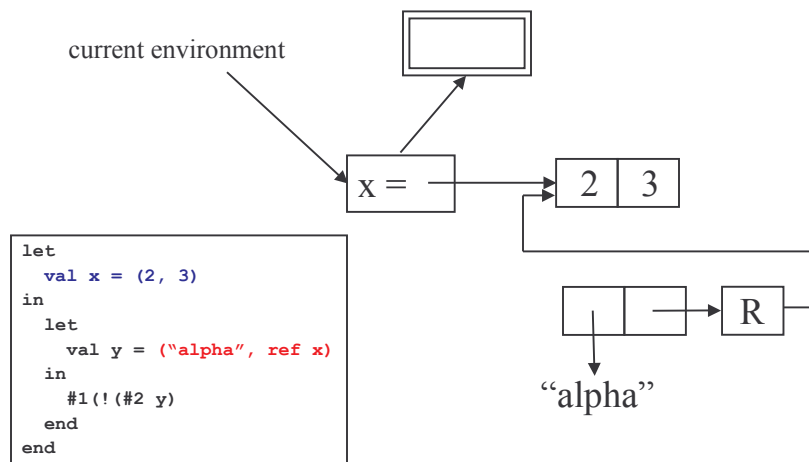 current environment
x =
2 3
let
val x = (2, 3)
in
let
val y = (“alpha”, ref x)
in
#1(!(#2 y)
end
end
R
“alpha”